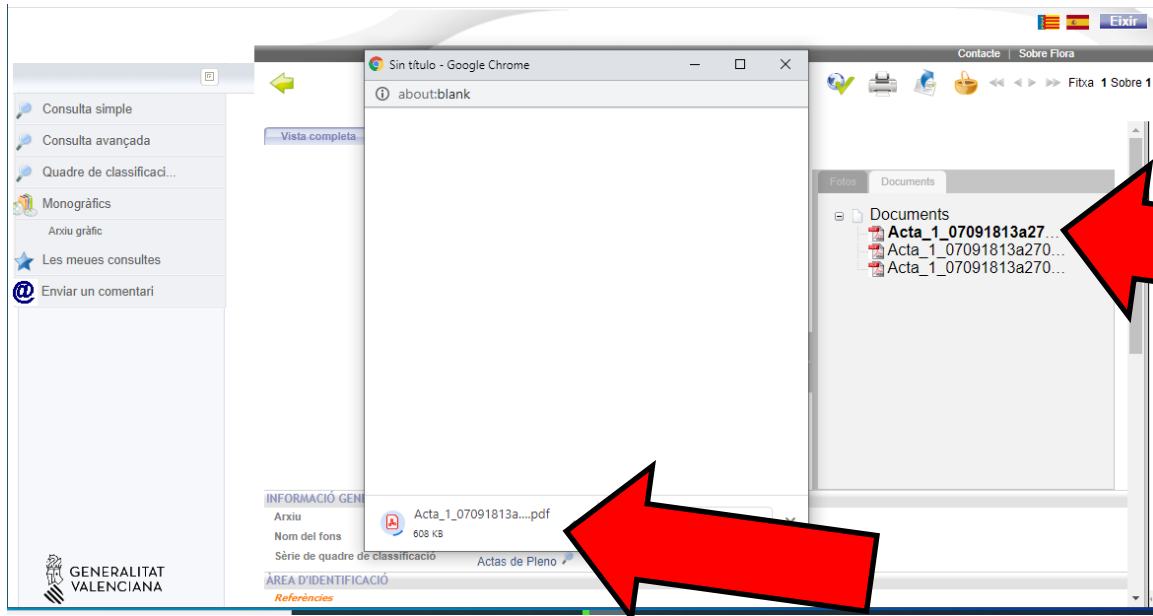 Eixir
Contacte | Sobre Flora
Fitxa 1 Sobre 1
Consulta simple
Consulta avançada
Quadre de classificaci...
Monogràfics
Arxiu gràfic
Les meues consultes
Enviar un comentari
GENERALITAT
VALENCIANA
Vista completa
Sin título - Google Chrome
about:blank
Acta_1_07091813a....pdf
608 KB
Fotos
Documents
Documents
Acta_1_07091813a27...
Acta_1_07091813a270...
Acta_1_07091813a270...
INFORMACIÓ GENE
Arxiu
Nom del fons
Sèrie de quadre de classificació
Actas de Pleno
ÀREA D'IDENTIFICACIÓ
Referències